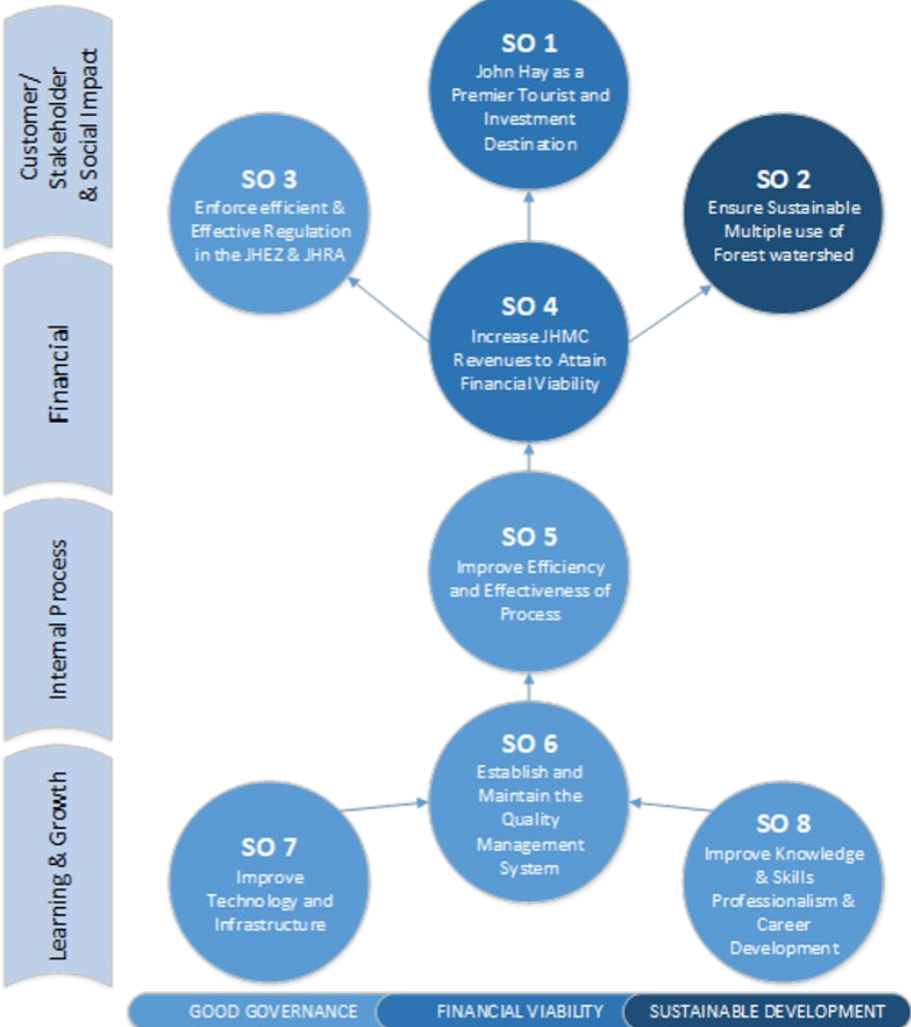 Customer/
Stakeholder
& Social Impact
SO 1
John Hay as a
Premier Tourist and
Investment
Destination
SO 3
Enforce efficient &
Effective Regulation
in the JHEZ & JHRA
SO 2
Ensure Sustainable
Multiple use of
Forest watershed
Financial
SO 4
Increase JHMC
Revenues to Attain
Financial Viability
Internal Process
SO 5
Improve Efficiency
and Effectiveness of
Process
Learning & Growth
SO 6
Establish and
Maintain the
Quality
Management
System
SO 7
Improve
Technology and
Infrastructure
SO 8
Improve Knowledge
& Skills
Professionalism &
Career
Development
GOOD GOVERNANCE
FINANCIAL VIABILITY
SUSTAINABLE DEVELOPMENT